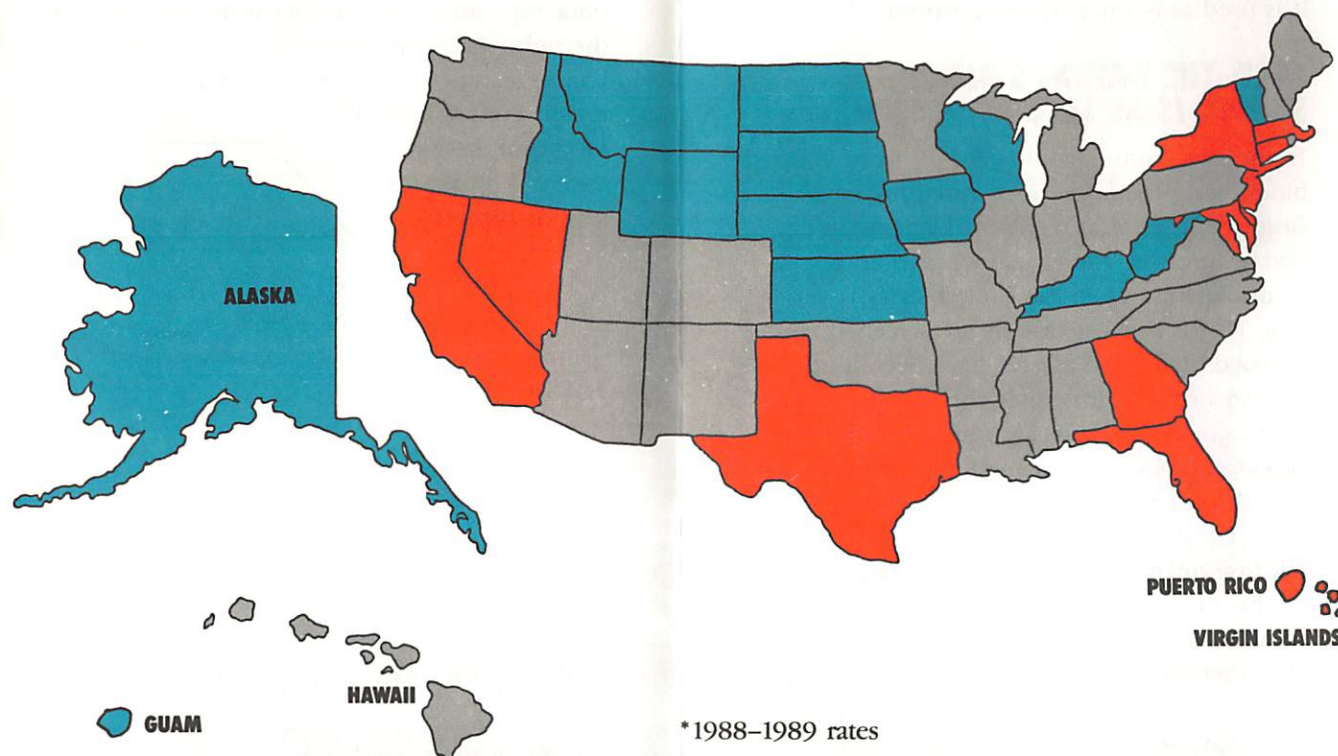 ALASKA
PUERTO RICO
VIRGIN ISLANDS
HAWAII
GUAM
*1988–1989 rates